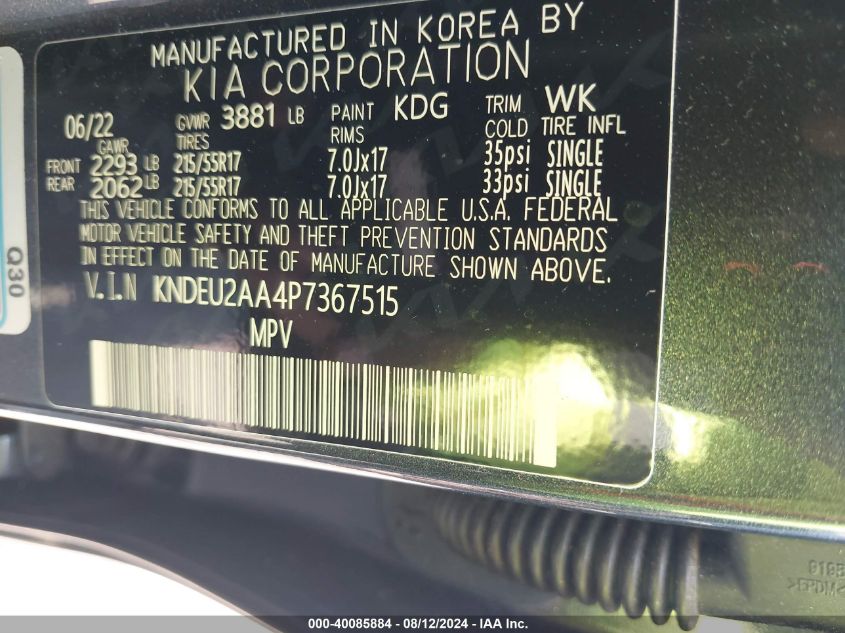 MANUFACTURED IN KOREA BY
KIA CORPORATION
06/22 GVWR 3881 LB PAINT KDG TRIM WK
GAWR TIRES RIMS COLD TIRE INFL
FRONT 2293 LB 215/55R17 7.0Jx17 35psi SINGLE
REAR 2062 LB 215/55R17 7.0Jx17 33psi SINGLE
THIS VEHICLE CONFORMS TO ALL APPLICABLE U.S.A. FEDERAL
MOTOR VEHICLE SAFETY AND THEFT PREVENTION STANDARDS
IN EFFECT ON THE DATE OF MANUFACTURE SHOWN ABOVE.
V.I.N KNDEU2AA4P7367515
MPV
Q30
>EPDM<
000-40085884 - 08/12/2024 - IAA Inc.